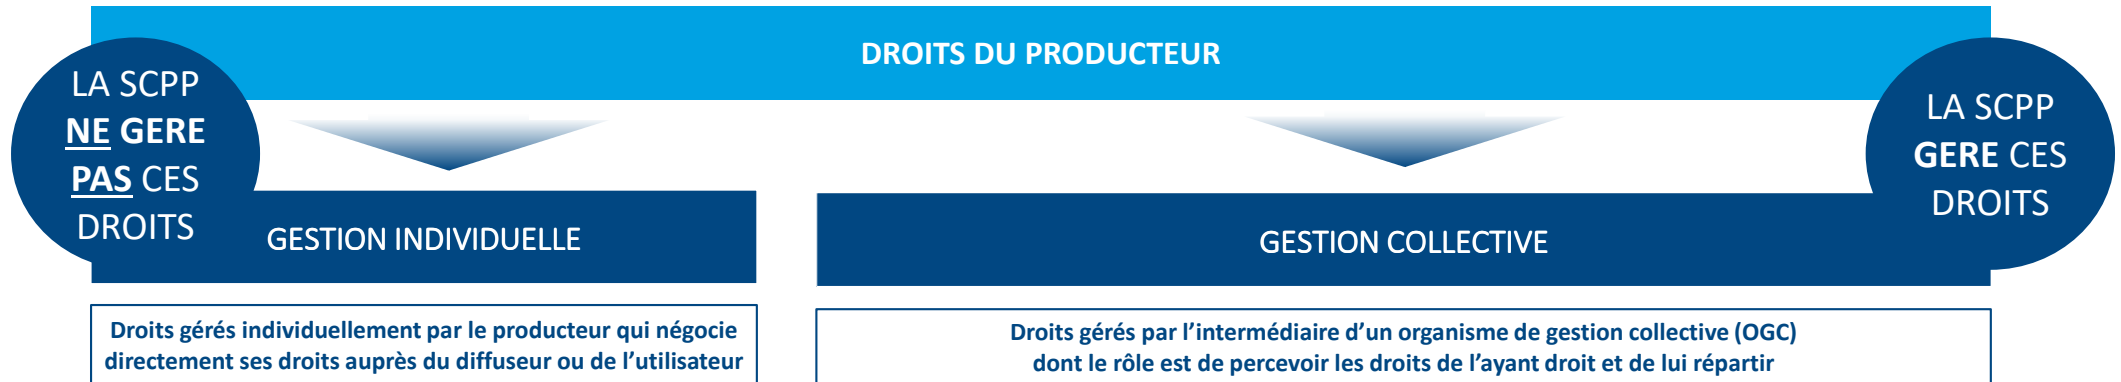 DROITS DU PRODUCTEUR
LA SCPP
NE GERE
PAS CES
DROITS
LA SCPP
GERE CES
DROITS
GESTION INDIVIDUELLE
GESTION COLLECTIVE
Droits gérés individuellement par le producteur qui négocie
directement ses droits auprès du diffuseur ou de l’utilisateur
Droits gérés par l’intermédiaire d’un organisme de gestion collective (OGC)
dont le rôle est de percevoir les droits de l’ayant droit et de lui répartir